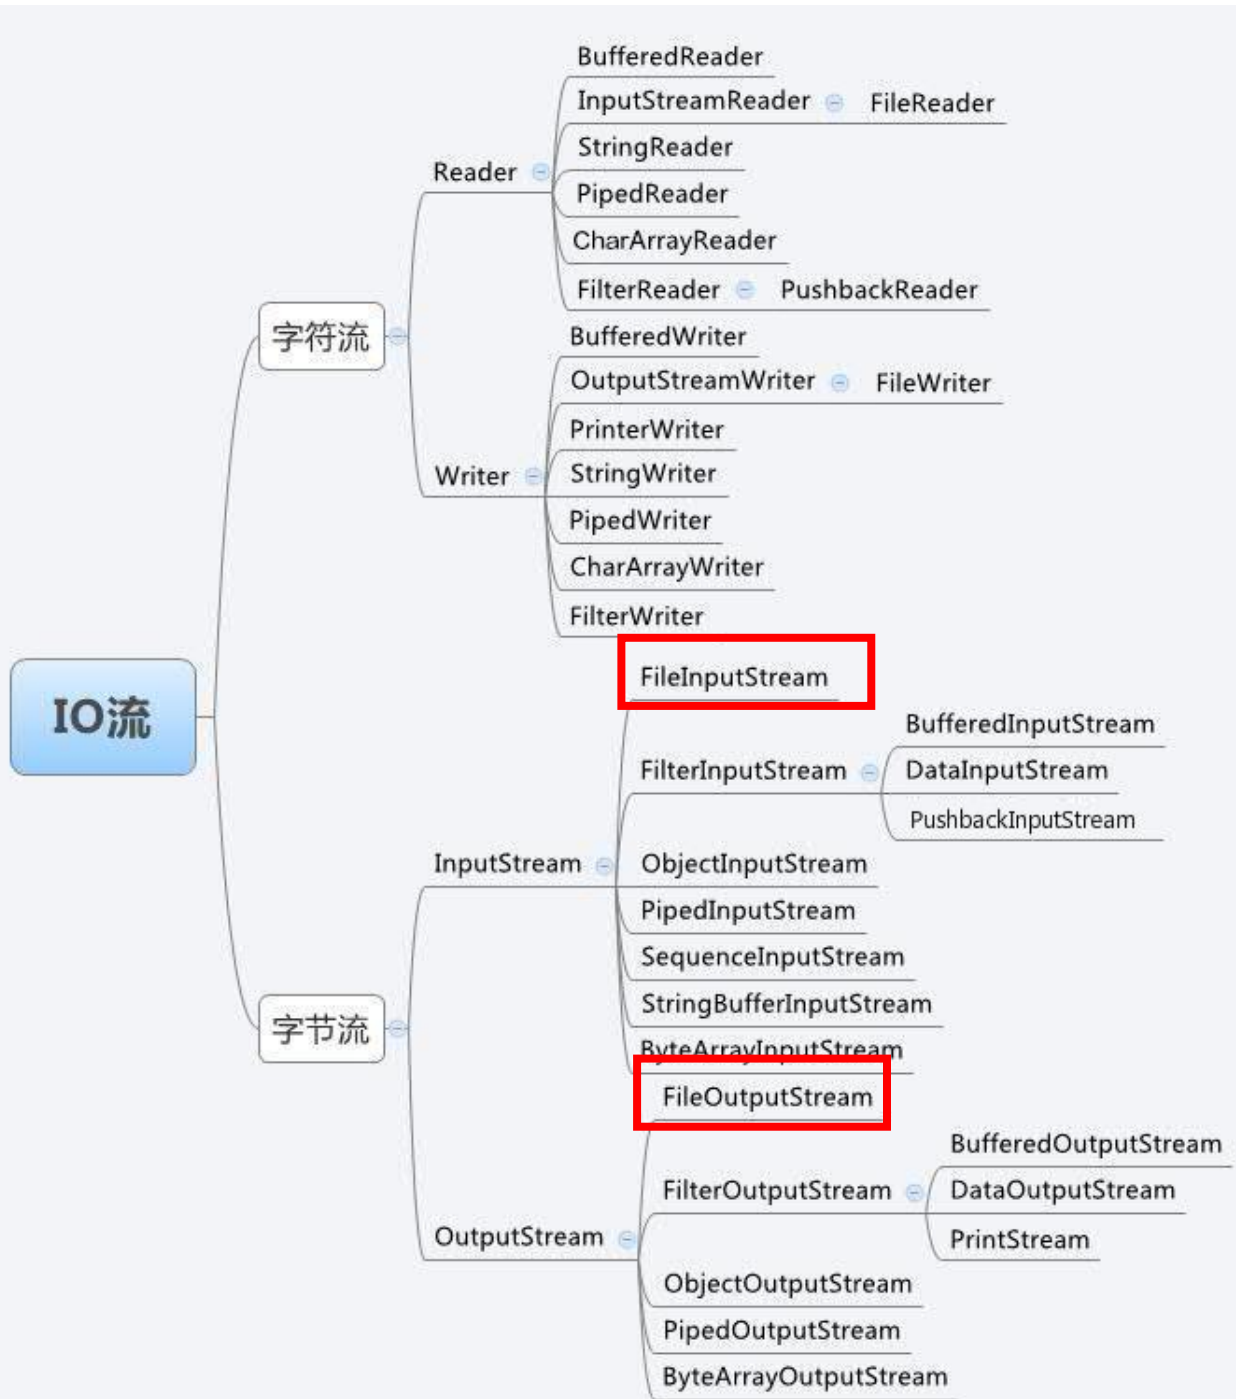 BufferedReader
InputStreamReader FileReader
StringReader
Reader
PipedReader
CharArrayReader
FilterReader PushbackReader
字符流
BufferedWriter
OutputStreamWriter FileWriter
PrinterWriter
Writer
StringWriter
PipedWriter
CharArrayWriter
FilterWriter
IO流
FileInputStream
BufferedInputStream
FilterInputStream
DataInputStream
PushbackInputStream
InputStream
ObjectInputStream
PipedInputStream
SequenceInputStream
StringBufferInputStream
字节流
ByteArrayInputStream
FileOutputStream
BufferedOutputStream
FilterOutputStream
DataOutputStream
PrintStream
OutputStream
ObjectOutputStream
PipedOutputStream
ByteArrayOutputStream